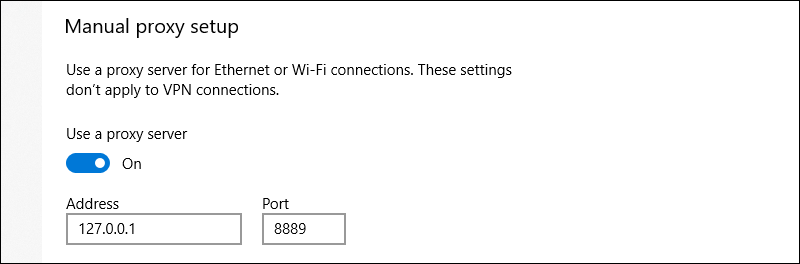 Manual proxy setup
Use a proxy server for Ethernet or Wi-Fi connections. These settings
don’t apply to VPN connections.
Use a proxy server
On
Address Port
127.0.0.1 8889